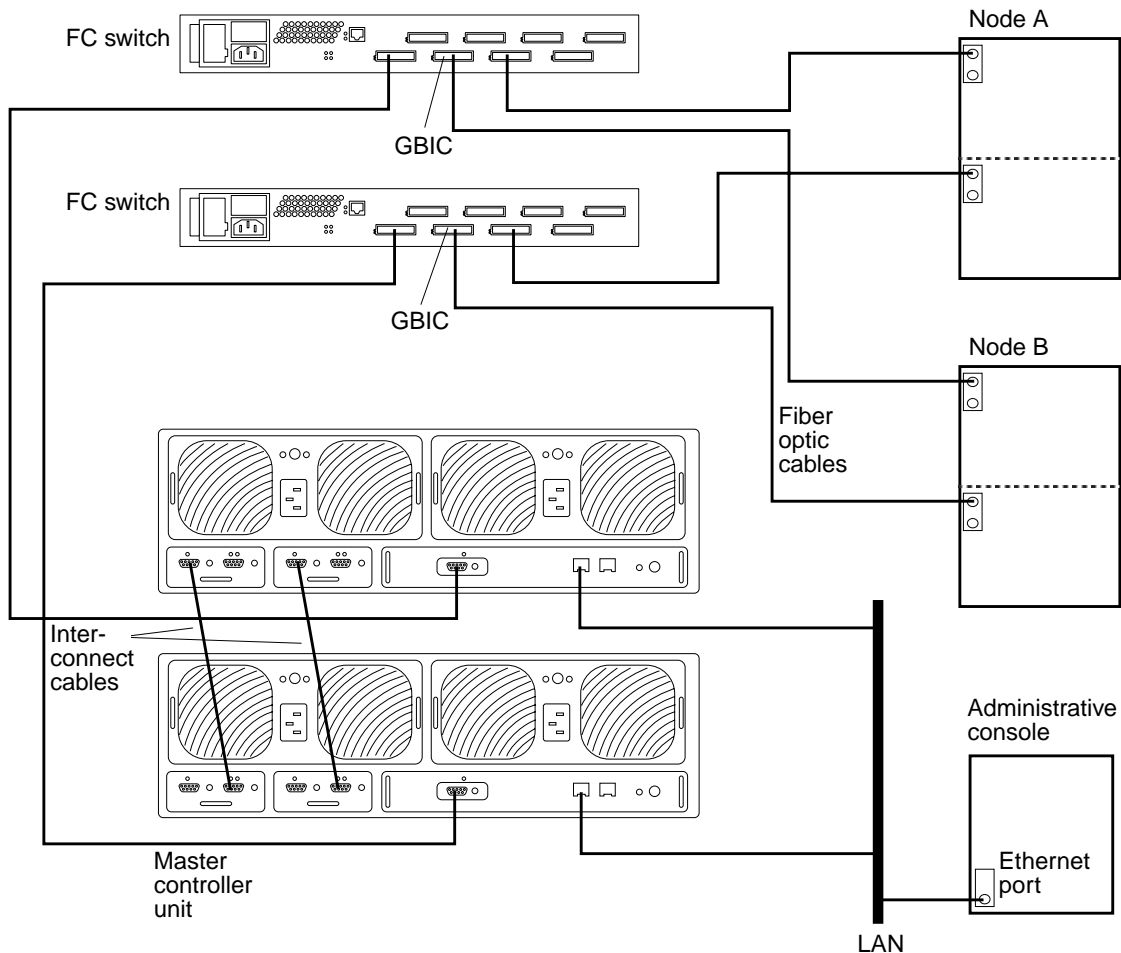 Node A
FC switch
GBIC
FC switch
GBIC
Node B
Fiber
optic
cables
Inter-
connect
cables
Administrative
console
Master
controller
unit
Ethernet
port
LAN